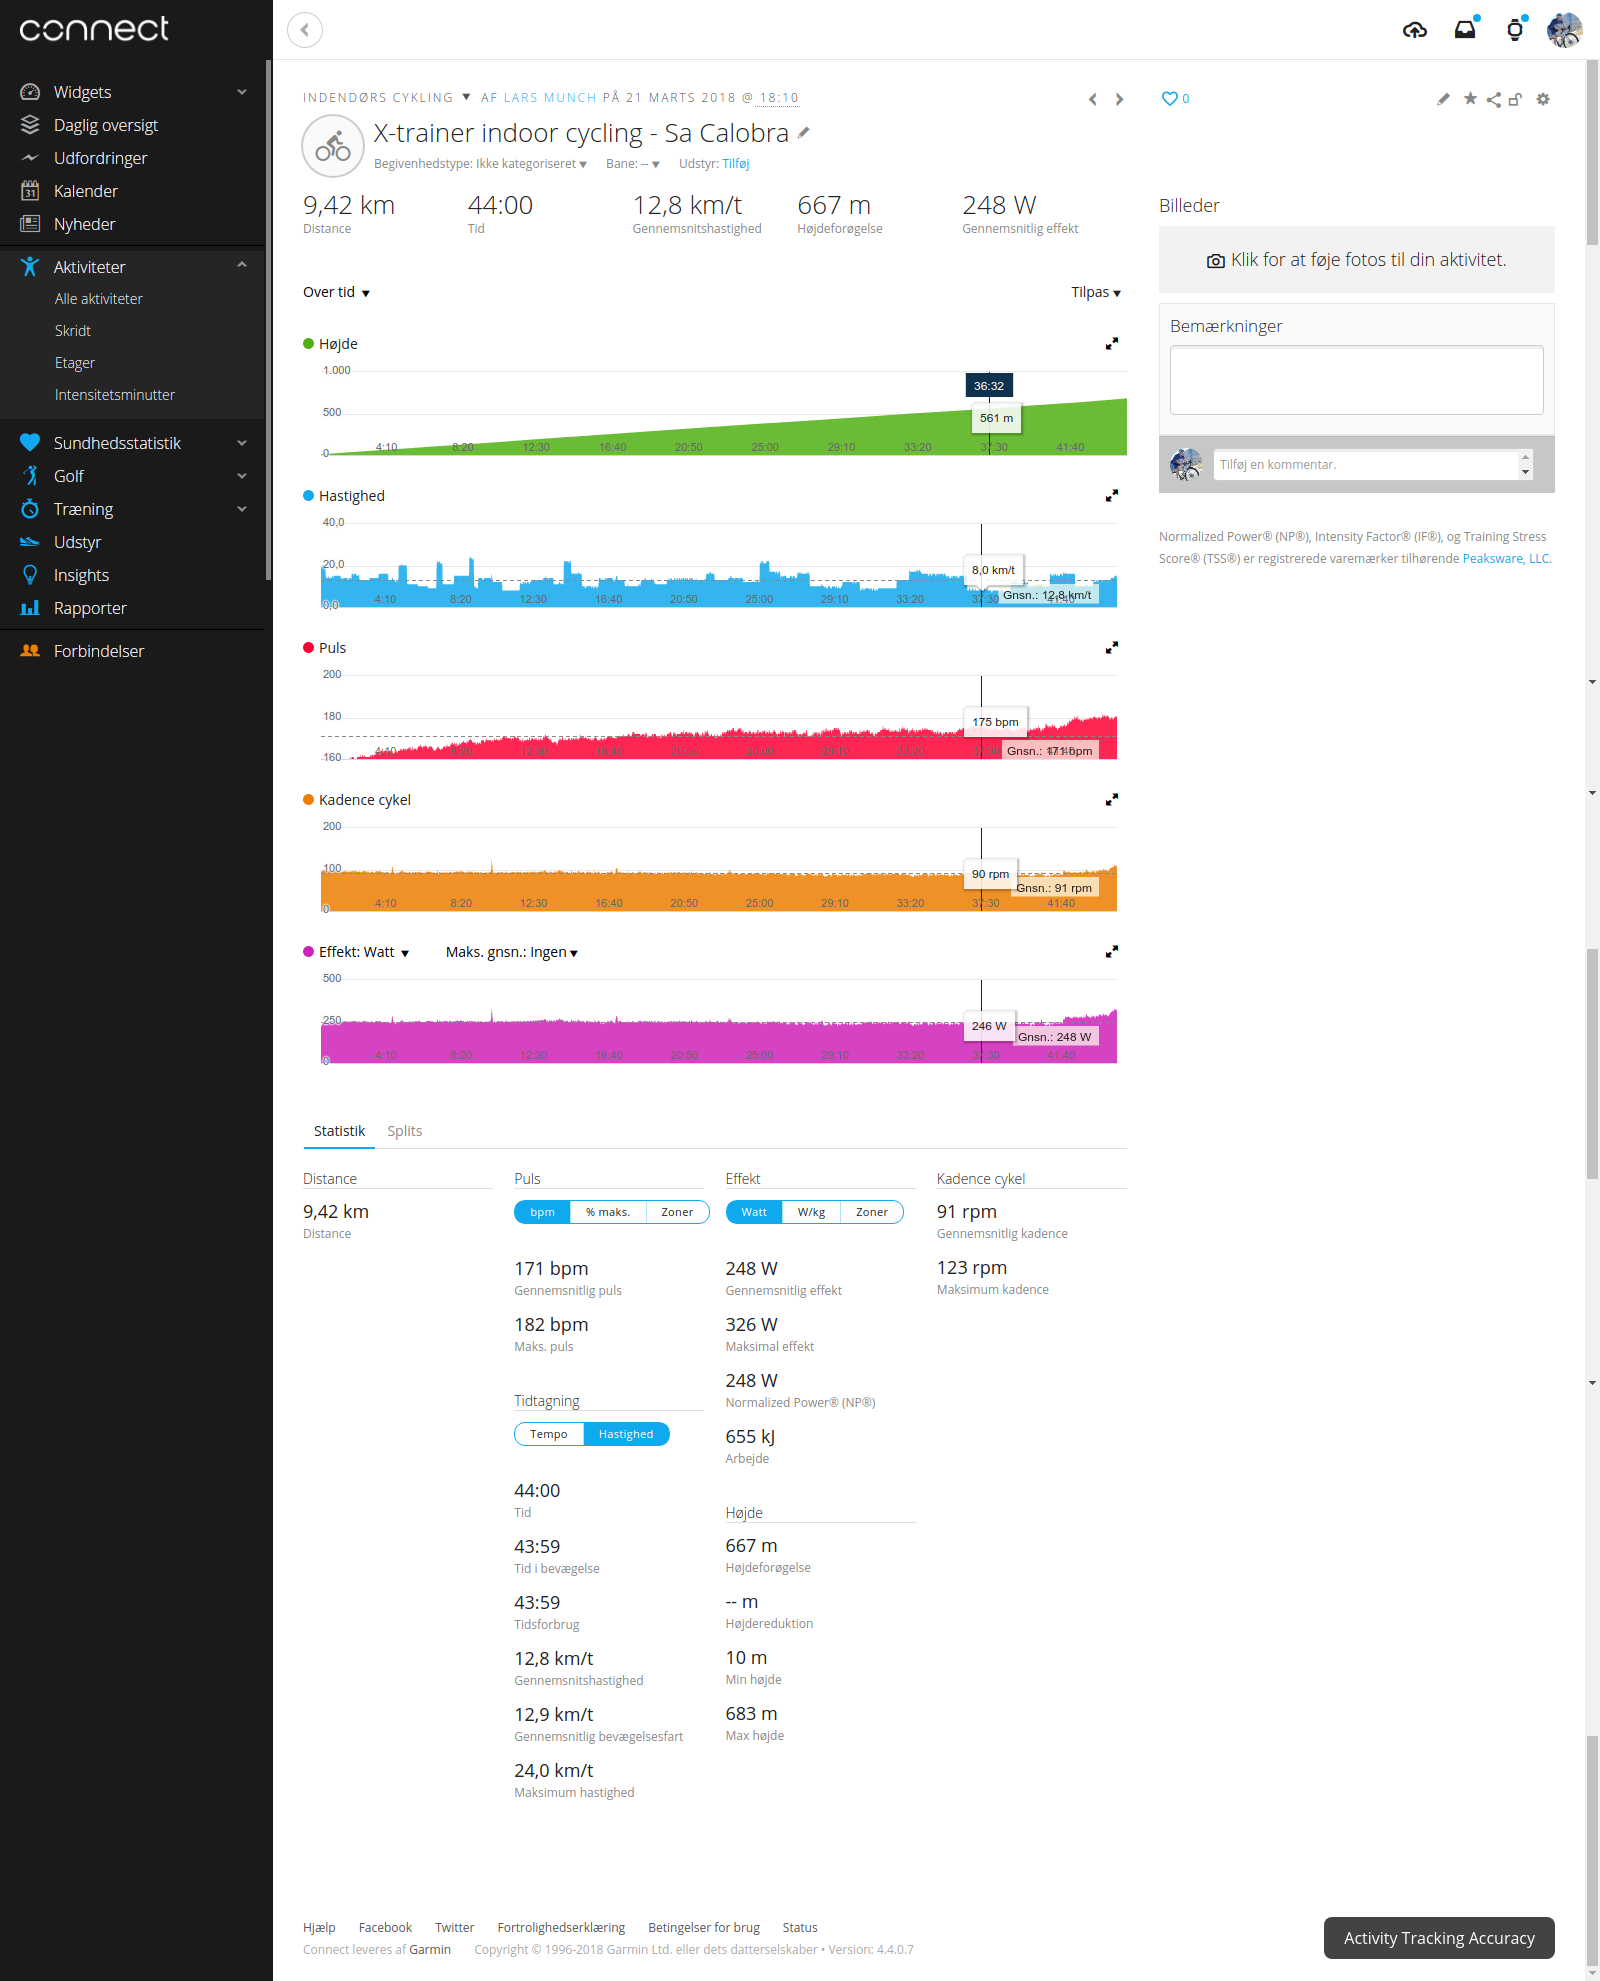 connect
Widgets
Daglig oversigt
Udfordringer
31
Kalender
Nyheder
Aktiviteter
Alle aktiviteter
Skridt
Etager
Intensitetsminutter
Sundhedsstatistik
Golf
Træning
Udstyr
Insights
Rapporter
Forbindelser
INDENDØRS CYKLING AF LARS MUNCH PÅ 21 MARTS 2018 @ 18:10
0
X-trainer indoor cycling - Sa Calobra
Begivenhedstype: Ikke kategoriseret Bane: -- Udstyr: Tilføj
9,42 km 44:00 12,8 km/t 667 m 248 W
Distance Tid Gennemsnitshastighed Højdeforøgelse Gennemsnitlig effekt
Over tid Tilpas
Højde
1.000
36:32
500
561 m
4:10 8:20 12:30 16:40 20:50 25:00 29:10 33:20 37:30 41:40
0
Hastighed
40,0
20,0
8,0 km/t
Gnsn.: 12,8 km/t
4:10 8:20 12:30 16:40 20:50 25:00 29:10 33:20 37:30 41:40
0,0
Puls
200
180
175 bpm
Gnsn.: 171 bpm
4:10 8:20 12:30 16:40 20:50 25:00 29:10 33:20 37:30 41:40
160
Kadence cykel
200
100
90 rpm
Gnsn.: 91 rpm
4:10 8:20 12:30 16:40 20:50 25:00 29:10 33:20 37:30 41:40
0
Effekt: Watt Maks. gnsn.: Ingen
500
250
246 W
Gnsn.: 248 W
4:10 8:20 12:30 16:40 20:50 25:00 29:10 33:20 37:30 41:40
0
Statistik Splits
Distance
9,42 km
Distance
Puls
bpm % maks. Zoner
171 bpm
Gennemsnitlig puls
182 bpm
Maks. puls
Tidtagning
Tempo Hastighed
44:00
Tid
43:59
Tid i bevægelse
43:59
Tidsforbrug
12,8 km/t
Gennemsnitshastighed
12,9 km/t
Gennemsnitlig bevægelsesfart
24,0 km/t
Maksimum hastighed
Effekt
Watt W/kg Zoner
248 W
Gennemsnitlig effekt
326 W
Maksimal effekt
248 W
Normalized Power® (NP®)
655 kJ
Arbejde
Højde
667 m
Højdeforøgelse
-- m
Højdereduktion
10 m
Min højde
683 m
Max højde
Kadence cykel
91 rpm
Gennemsnitlig kadence
123 rpm
Maksimum kadence
Billeder
Klik for at føje fotos til din aktivitet.
Bemærkninger
Tilføj en kommentar.
Normalized Power® (NP®), Intensity Factor® (IF®), og Training Stress
Score® (TSS®) er registrerede varemærker tilhørende Peaksware, LLC.
Hjælp Facebook Twitter Fortrolighedserklæring Betingelser for brug Status
Connect leveres af Garmin Copyright © 1996-2018 Garmin Ltd. eller dets datterselskaber • Version: 4.4.0.7
Activity Tracking Accuracy